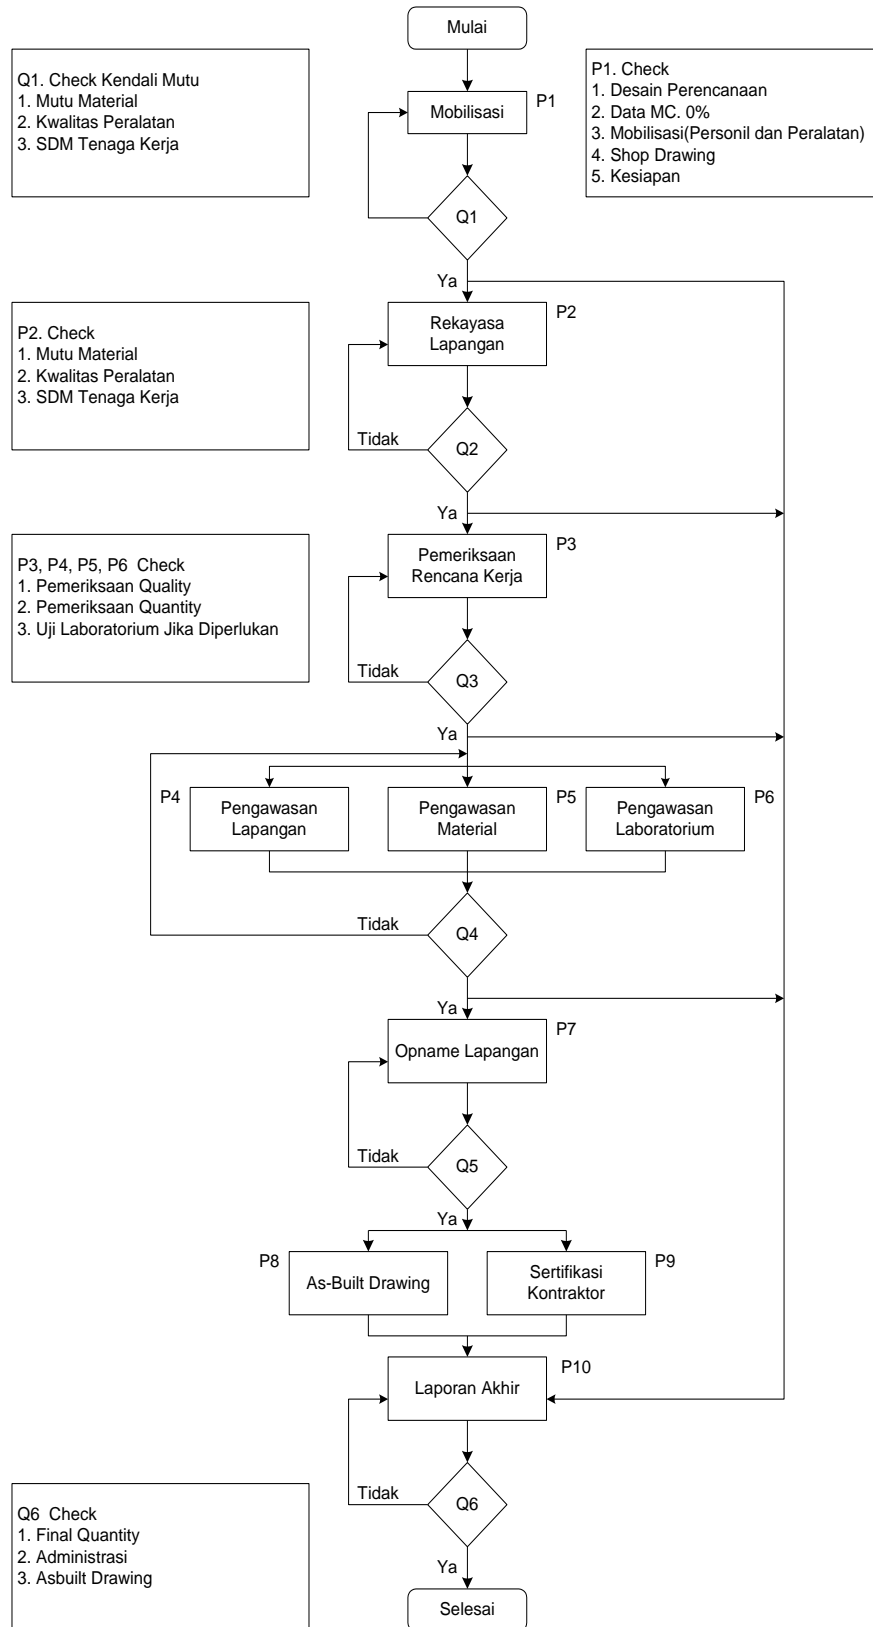 Mulai
Q1. Check Kendali Mutu
1. Mutu Material
2. Kwalitas Peralatan
3. SDM Tenaga Kerja
P1. Check
1. Desain Perencanaan
2. Data MC. 0%
3. Mobilisasi(Personil dan Peralatan)
4. Shop Drawing
5. Kesiapan
Mobilisasi
P1
Q1
Ya
P2. Check
1. Mutu Material
2. Kwalitas Peralatan
3. SDM Tenaga Kerja
Rekayasa
Lapangan
P2
Q2
Tidak
Ya
P3, P4, P5, P6  Check
1. Pemeriksaan Quality
2. Pemeriksaan Quantity
3. Uji Laboratorium Jika Diperlukan
Pemeriksaan
Rencana Kerja
P3
Q3
Tidak
Ya
P4
Pengawasan
Lapangan
Pengawasan
Material
P5
Pengawasan
Laboratorium
P6
Tidak
Q4
Ya
Opname Lapangan
P7
Tidak
Q5
Ya
P8
As-Built Drawing
Sertifikasi
Kontraktor
P9
Laporan Akhir
P10
Tidak
Q6
Ya
Q6  Check
1. Final Quantity
2. Administrasi
3. Asbuilt Drawing
Selesai